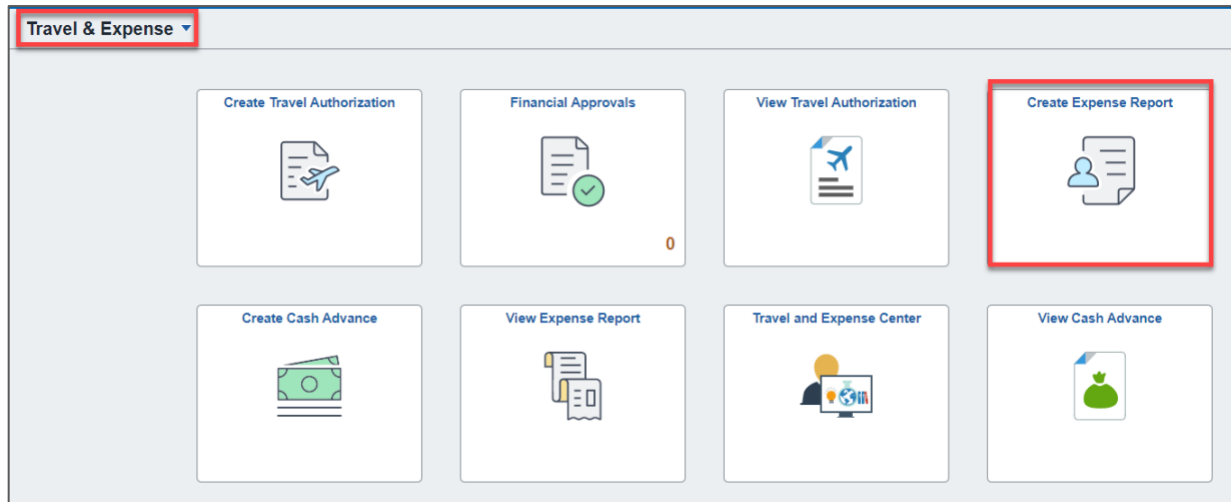 Travel & Expense
Create Travel Authorization
Financial Approvals
View Travel Authorization
Create Expense Report
0
Create Cash Advance
View Expense Report
Travel and Expense Center
View Cash Advance